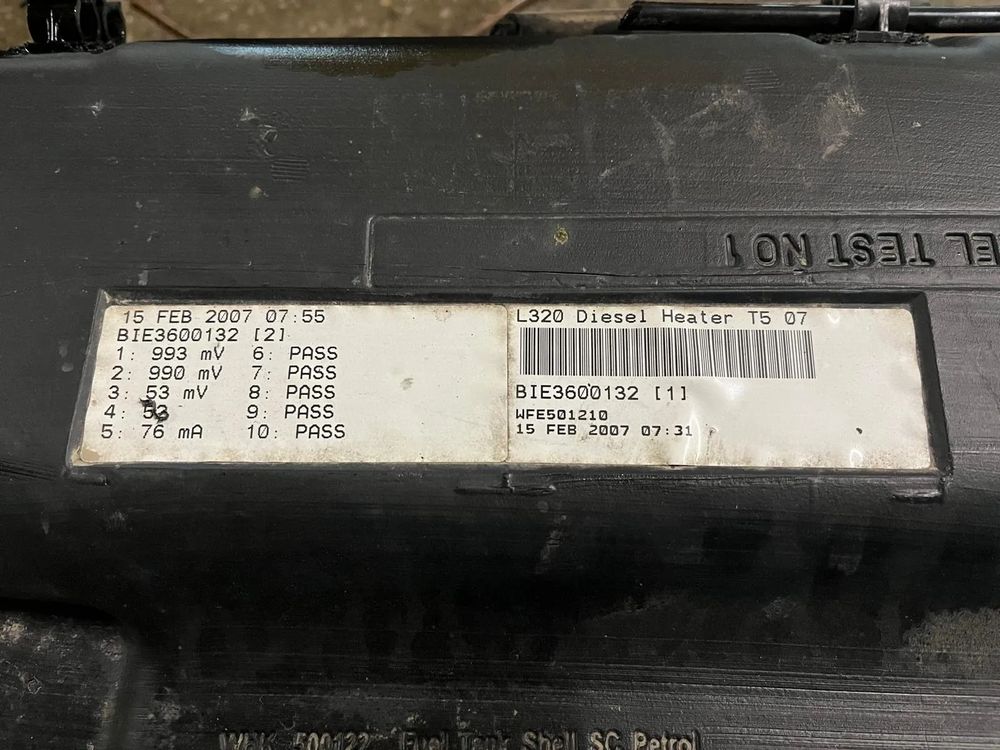 EL TEST NO 1
15 FEB 2007 07:55
BIE3600132 [2]
1: 993 mV 6: PASS
2: 990 mV 7: PASS
3: 53 mV 8: PASS
4: 53 9: PASS
5: 76 mA 10: PASS
L320 Diesel Heater T5 07
BIE3600132 [1]
WFE501210
15 FEB 2007 07:31
500122 Fuel Tank Shell SC Petrol